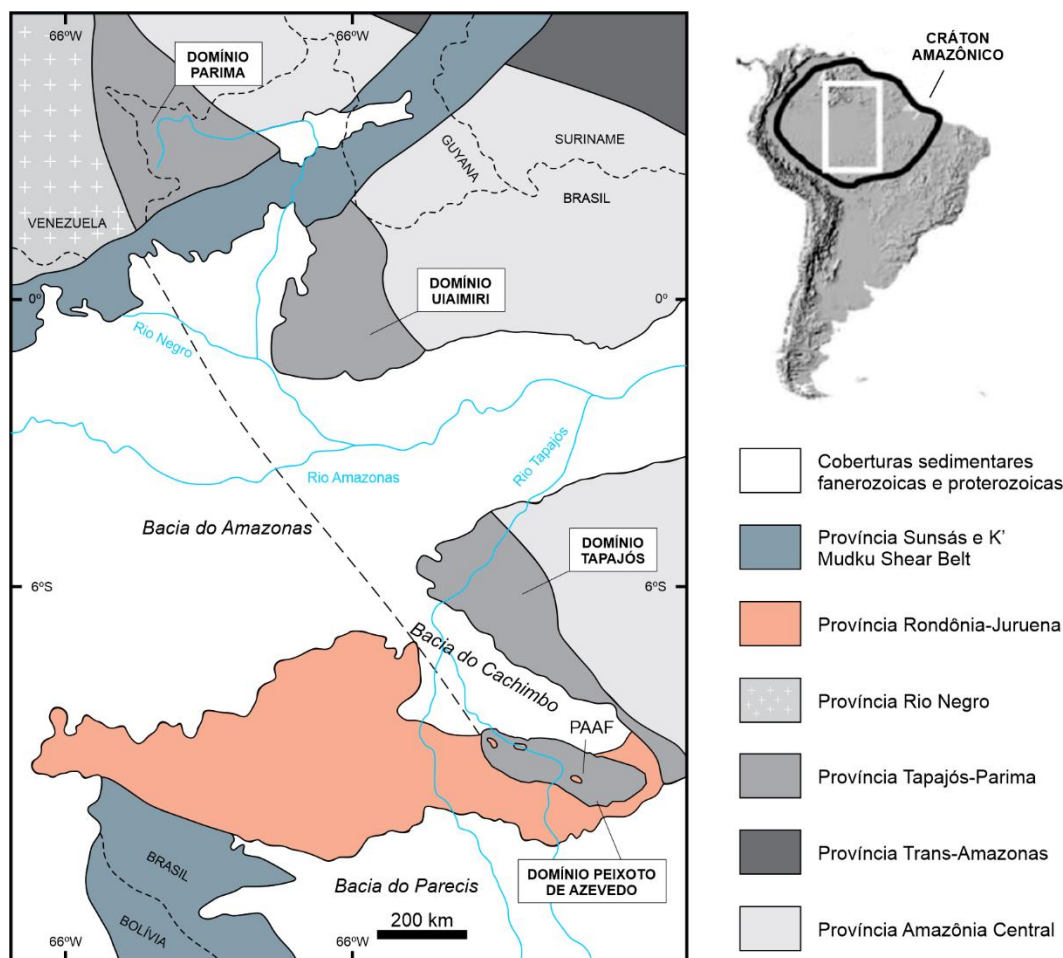 66ºW
66ºW
DOMÍNIO
PARIMA
GUYANA
SURINAME
BRASIL
VENEZUELA
DOMÍNIO
UIAIMIRI
0º
0º
Rio Negro
Rio Tapajós
Rio Amazonas
Bacia do Amazonas
DOMÍNIO
TAPAJÓS
6ºS
6ºS
Bacia do Cachimbo
PAAF
DOMÍNIO PEIXOTO
DE AZEVEDO
BRASIL
BOLÍVIA
Bacia do Parecis
200 km
66ºW
66ºW
CRÁTON
AMAZÔNICO
Coberturas sedimentares
fanerozoicas e proterozoicas
Província Sunsás e K'
Mudku Shear Belt
Província Rondônia-Juruena
Província Rio Negro
Província Tapajós-Parima
Província Trans-Amazonas
Província Amazônia Central